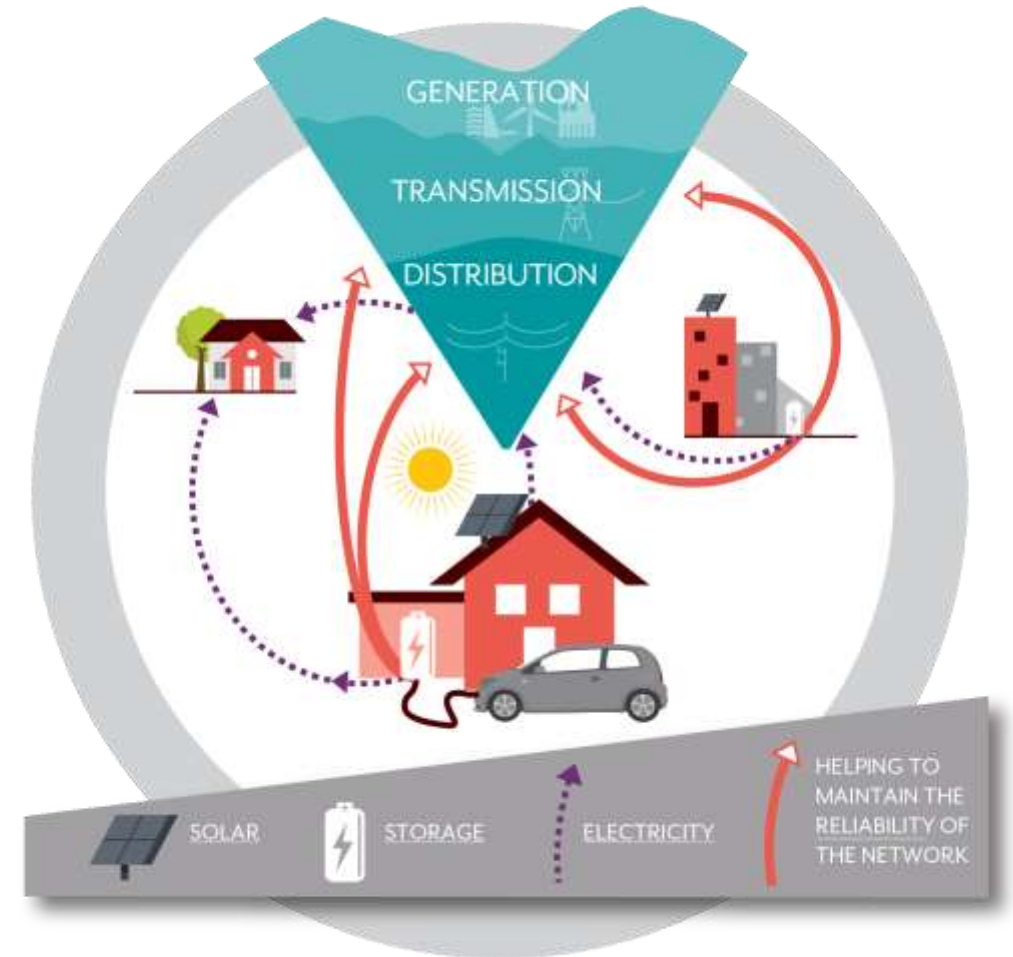 GENERATION
TRANSMISSION
DISTRIBUTION
SOLAR
STORAGE
ELECTRICITY
HELPING TO
MAINTAIN THE
RELIABILITY OF
THE NETWORK